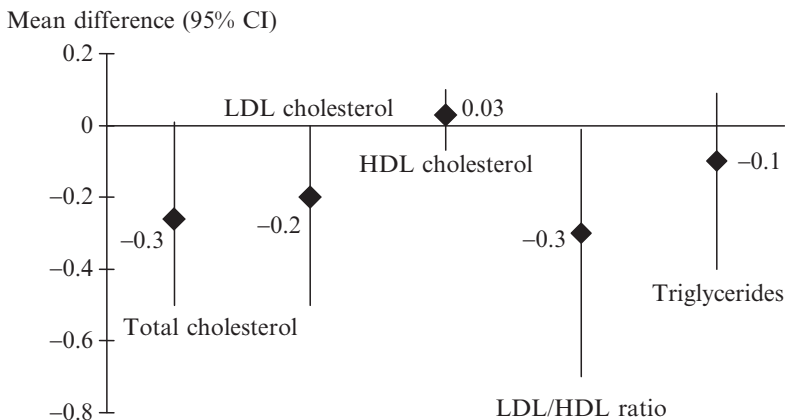 Mean difference (95% CI)
0.2
LDL cholesterol
0.03
0
HDL cholesterol
–0.1
–0.2
–0.2
–0.3
–0.3
–0.4
Triglycerides
Total cholesterol
–0.6
LDL/HDL ratio
–0.8